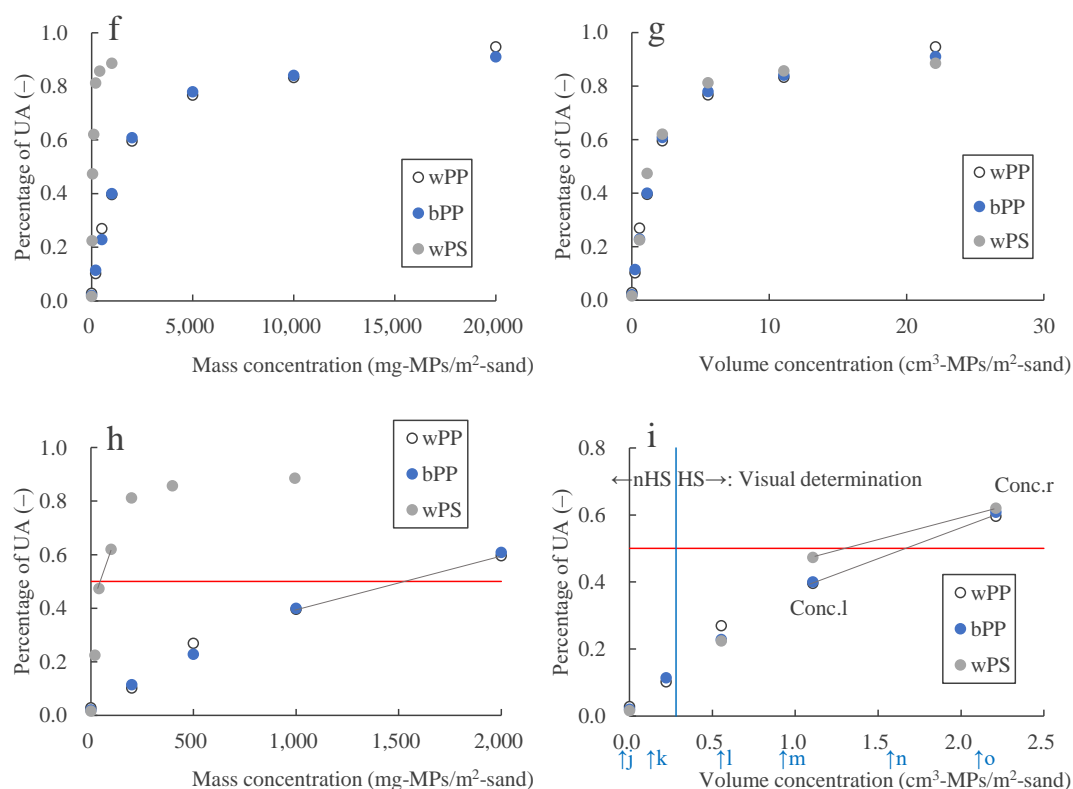 f
Percentage of UA (−)
1.0
0.8
0.6
0.4
0.2
0.0
wPP
bPP
wPS
0 5,000 10,000 15,000 20,000
Mass concentration (mg-MPs/m²-sand)
g
Percentage of UA (−)
1.0
0.8
0.6
0.4
0.2
0.0
wPP
bPP
wPS
0 10 20 30
Volume concentration (cm³-MPs/m²-sand)
h
Percentage of UA (−)
1.0
0.8
0.6
0.4
0.2
0.0
wPP
bPP
wPS
0 500 1,000 1,500 2,000
Mass concentration (mg-MPs/m²-sand)
i
Percentage of UA (−)
0.8
0.6
0.4
0.2
0.0
←nHS HS→: Visual determination
Conc.r
Conc.l
wPP
bPP
wPS
0.0 0.5 1.0 1.5 2.0 2.5
↑j ↑k ↑l ↑m ↑n ↑o
Volume concentration (cm³-MPs/m²-sand)